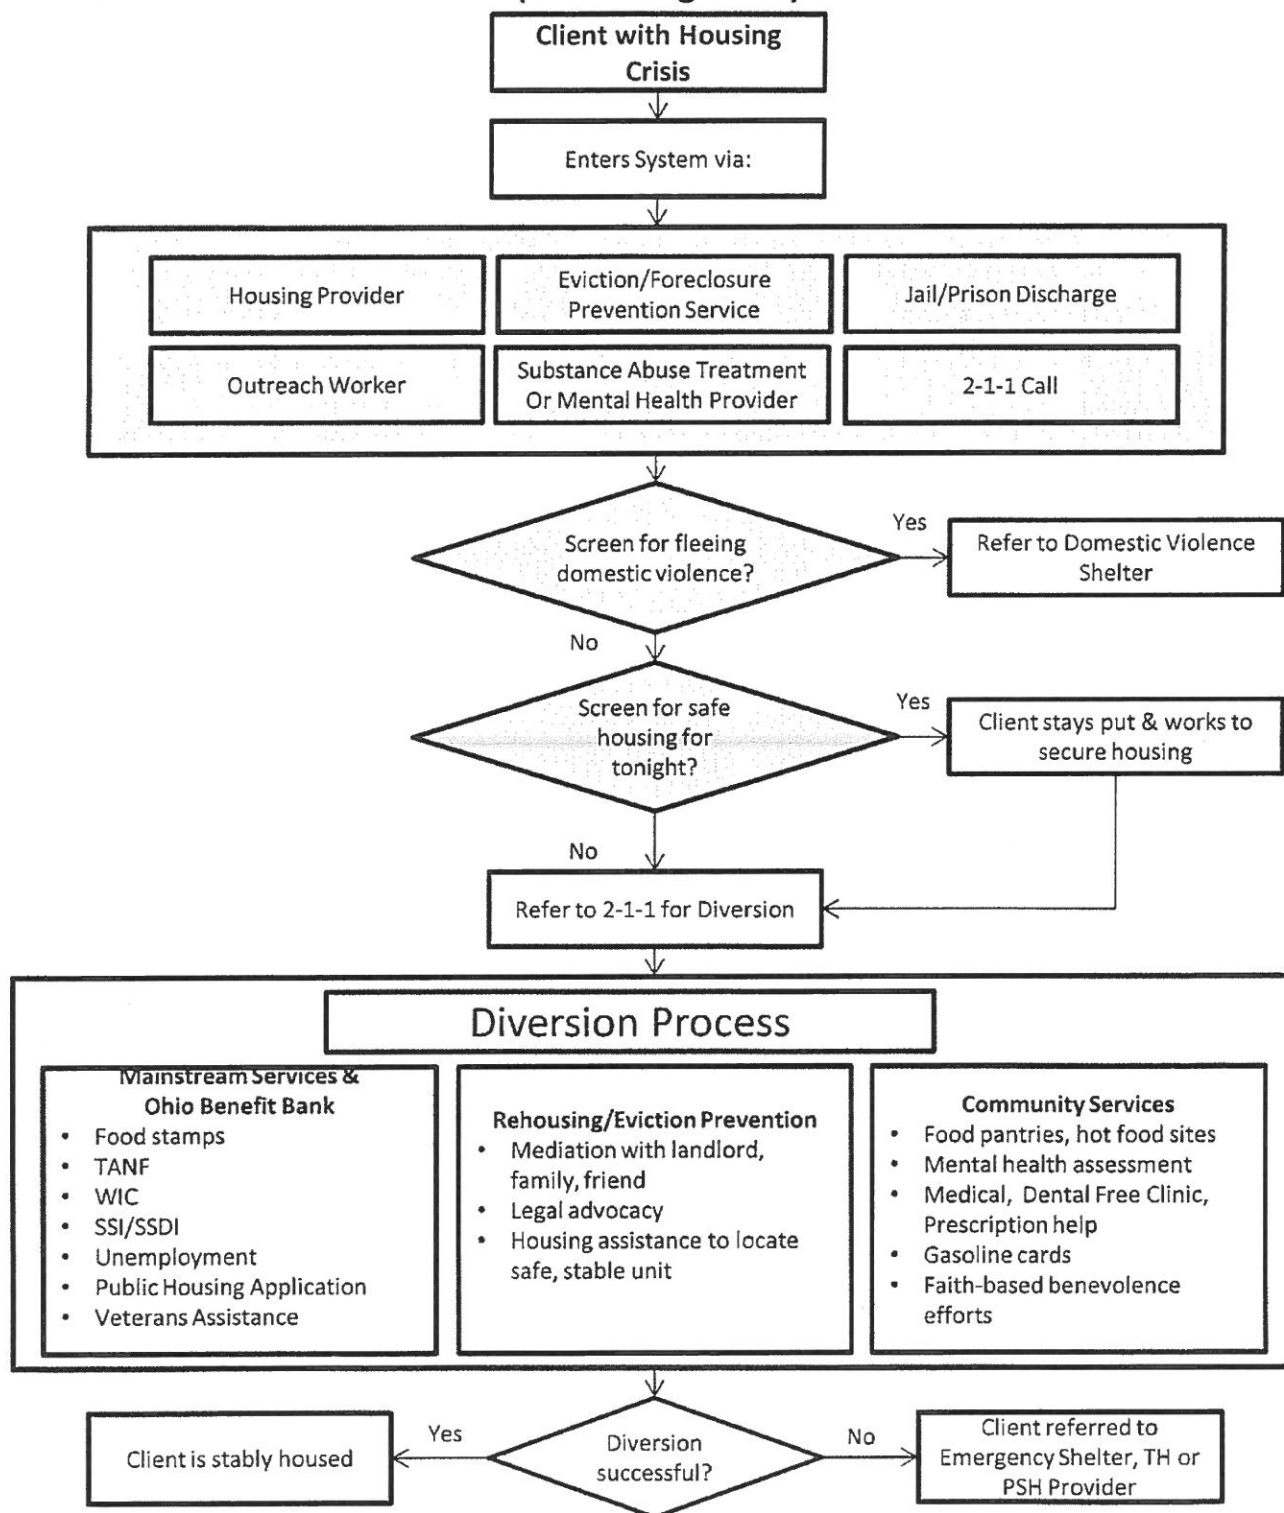 Client with Housing
Crisis
Enters System via:
Housing Provider
Eviction/Foreclosure
Prevention Service
Jail/Prison Discharge
Outreach Worker
Substance Abuse Treatment
Or Mental Health Provider
2-1-1 Call
Screen for fleeing
domestic violence?
Yes
Refer to Domestic Violence
Shelter
No
Screen for safe
housing for
tonight?
Yes
Client stays put & works to
secure housing
No
Refer to 2-1-1 for Diversion
Diversion Process
Mainstream Services &
Ohio Benefit Bank
• Food stamps
• TANF
• WIC
• SSI/SSDI
• Unemployment
• Public Housing Application
• Veterans Assistance
Rehousing/Eviction Prevention
• Mediation with landlord,
family, friend
• Legal advocacy
• Housing assistance to locate
safe, stable unit
Community Services
• Food pantries, hot food sites
• Mental health assessment
• Medical, Dental Free Clinic,
Prescription help
• Gasoline cards
• Faith-based benevolence
efforts
Client is stably housed
Yes
Diversion
successful?
No
Client referred to
Emergency Shelter, TH or
PSH Provider